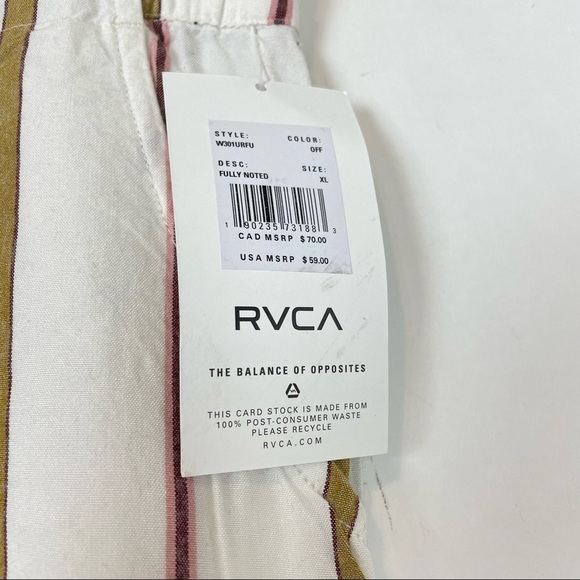 STYLE: COLOR:
W301URFU OFF
DESC: SIZE:
FULLY NOTED XL
1 90235 73188 3
CAD MSRP $ 70.00
USA MSRP $ 59.00
RVCA
THE BALANCE OF OPPOSITES
THIS CARD STOCK IS MADE FROM
100% POST-CONSUMER WASTE
PLEASE RECYCLE
RVCA.COM